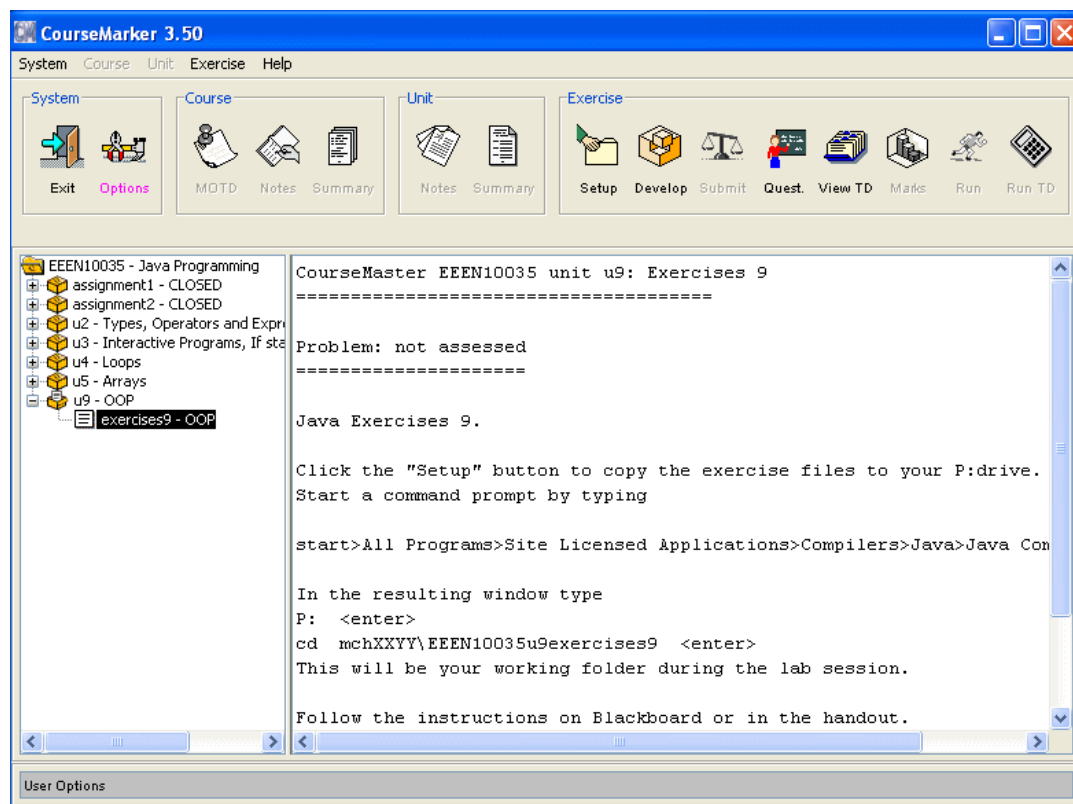 CourseMarker 3.50
System Course Unit Exercise Help
System Course Unit Exercise
Exit Options MOTD Notes Summary Notes Summary Setup Develop Submit Quest. View TD Marks Run Run TD
EEEN10035 - Java Programming
assignment1 - CLOSED
assignment2 - CLOSED
u2 - Types, Operators and Expr
u3 - Interactive Programs, If sta
u4 - Loops
u5 - Arrays
u9 - OOP
exercises9 - OOP
CourseMaster EEEN10035 unit u9: Exercises 9
======================================
Problem: not assessed
=====================
Java Exercises 9.
Click the "Setup" button to copy the exercise files to your P:drive.
Start a command prompt by typing
start>All Programs>Site Licensed Applications>Compilers>Java>Java Con
In the resulting window type
P: <enter>
cd mchXXYY\EEEN10035u9exercises9 <enter>
This will be your working folder during the lab session.
Follow the instructions on Blackboard or in the handout.
User Options